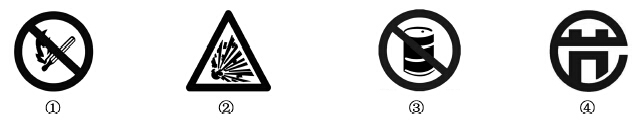 ① ② ③ ④